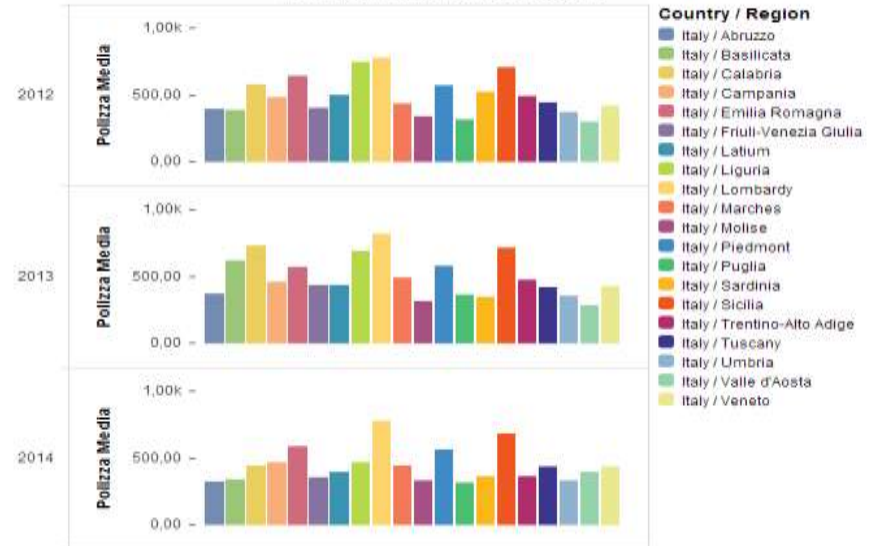 2012
Polizza Media
1,00k
500,00
0,00
2013
Polizza Media
1,00k
500,00
0,00
2014
Polizza Media
1,00k
500,00
0,00
Country / Region
Italy / Abruzzo
Italy / Basilicata
Italy / Calabria
Italy / Campania
Italy / Emilia Romagna
Italy / Friuli-Venezia Giulia
Italy / Latium
Italy / Liguria
Italy / Lombardy
Italy / Marches
Italy / Molise
Italy / Piedmont
Italy / Puglia
Italy / Sardinia
Italy / Sicilia
Italy / Trentino-Alto Adige
Italy / Tuscany
Italy / Umbria
Italy / Valle d'Aosta
Italy / Veneto